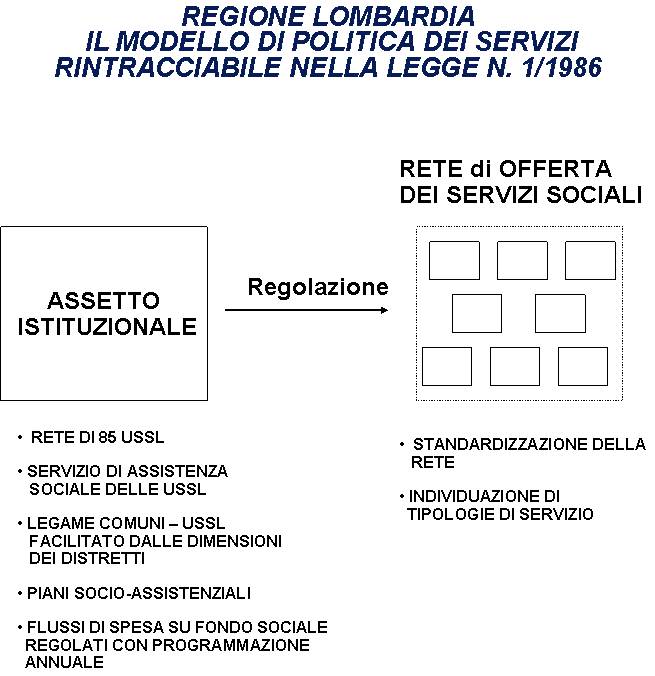 REGIONE LOMBARDIA
IL MODELLO DI POLITICA DEI SERVIZI
RINTRACCIABILE NELLA LEGGE N. 1/1986
RETE di OFFERTA
DEI SERVIZI SOCIALI
ASSETTO
ISTITUZIONALE
Regolazione
• RETE DI 85 USSL
• SERVIZIO DI ASSISTENZA
SOCIALE DELLE USSL
• LEGAME COMUNI – USSL
FACILITATO DALLE DIMENSIONI
DEI DISTRETTI
• PIANI SOCIO-ASSISTENZIALI
• FLUSSI DI SPESA SU FONDO SOCIALE
REGOLATI CON PROGRAMMAZIONE
ANNUALE
• STANDARDIZZAZIONE DELLA
RETE
• INDIVIDUAZIONE DI
TIPOLOGIE DI SERVIZIO